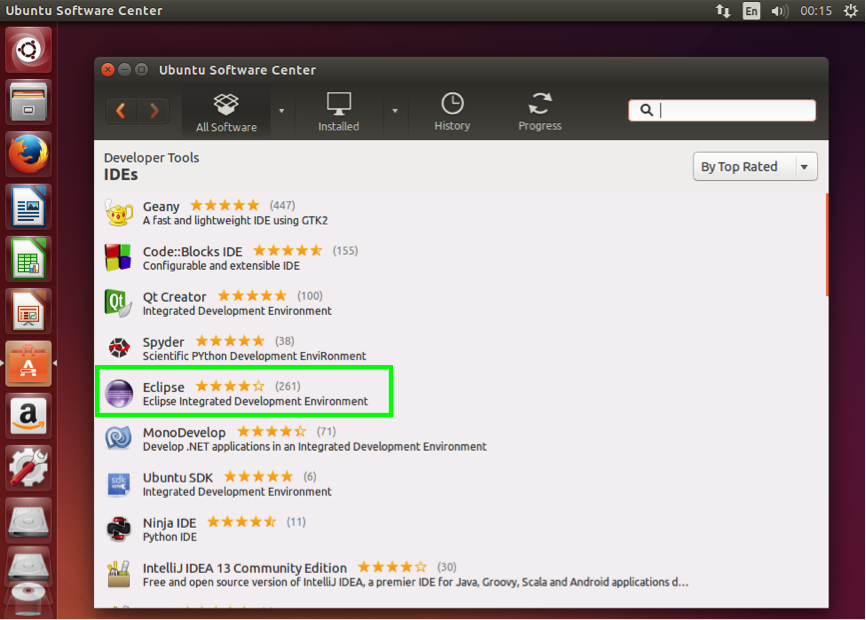 Ubuntu Software Center
En
00:15
Ubuntu Software Center
All Software
Installed
History
Progress
Developer Tools
IDEs
By Top Rated
Geany (447)
A fast and lightweight IDE using GTK2
Code::Blocks IDE (155)
Configurable and extensible IDE
Qt Creator (100)
Integrated Development Environment
Spyder (38)
Scientific PYthon Development EnviRonment
Eclipse (261)
Eclipse Integrated Development Environment
MonoDevelop (71)
Develop .NET applications in an Integrated Development Environment
Ubuntu SDK (6)
Integrated Development Environment
Ninja IDE (11)
Python IDE
IntelliJ IDEA 13 Community Edition (30)
Free and open source version of IntelliJ IDEA, a premier IDE for Java, Groovy, Scala and Android applications d...